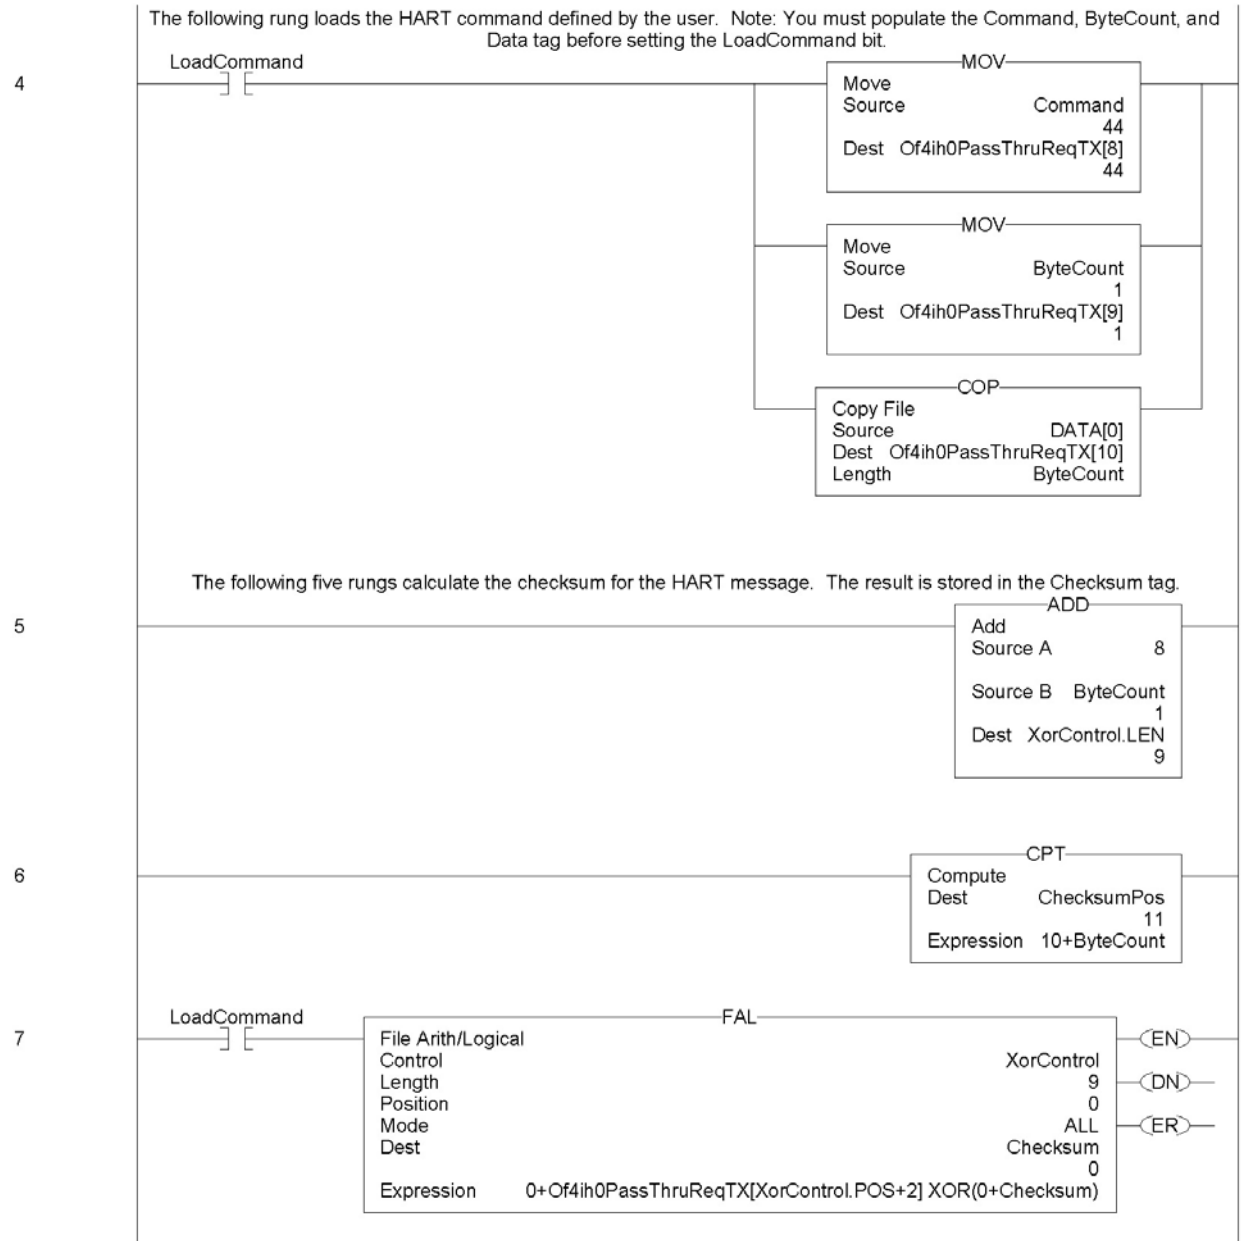 The following rung loads the HART command defined by the user.  Note: You must populate the Command, ByteCount, and
Data tag before setting the LoadCommand bit.
4
LoadCommand
MOV
Move
Source Command
44
Dest Of4ih0PassThruReqTX[8]
44
MOV
Move
Source ByteCount
1
Dest Of4ih0PassThruReqTX[9]
1
COP
Copy File
Source DATA[0]
Dest Of4ih0PassThruReqTX[10]
Length ByteCount
The following five rungs calculate the checksum for the HART message.  The result is stored in the Checksum tag.
5
ADD
Add
Source A 8
Source B ByteCount
1
Dest XorControl.LEN
9
6
CPT
Compute
Dest ChecksumPos
11
Expression 10+ByteCount
7
LoadCommand
FAL
File Arith/Logical
Control XorControl
Length 9
Position 0
Mode ALL
Dest Checksum
0
Expression 0+Of4ih0PassThruReqTX[XorControl.POS+2] XOR(0+Checksum)
EN
DN
ER